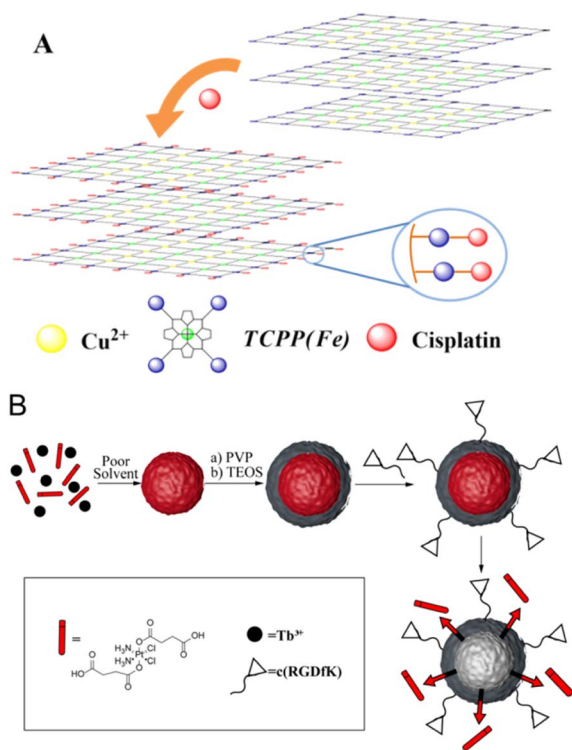 A
Cu²⁺
TCPP(Fe)
Cisplatin
B
Poor
Solvent
a) PVP
b) TEOS
=
O
O
OH
H₃N
Cl
Pt
H₃N
Cl
O
HO
O
O
=Tb³⁺
=c(RGDfK)